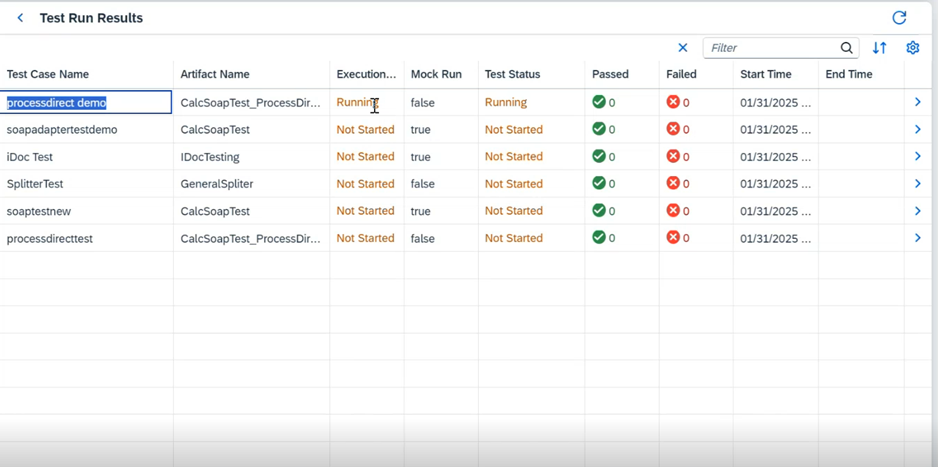 Test Run Results
Filter
Test Case Name Artifact Name Execution... Mock Run Test Status Passed Failed Start Time End Time
processdirect demo CalcSoapTest_ProcessDir... Running false Running 0 0 01/31/2025 ...
soapadaptertestdemo CalcSoapTest Not Started true Not Started 0 0 01/31/2025 ...
iDoc Test IDocTesting Not Started true Not Started 0 0 01/31/2025 ...
SplitterTest GeneralSpliter Not Started false Not Started 0 0 01/31/2025 ...
soaptestnew CalcSoapTest Not Started true Not Started 0 0 01/31/2025 ...
processdirecttest CalcSoapTest_ProcessDir... Not Started false Not Started 0 0 01/31/2025 ...